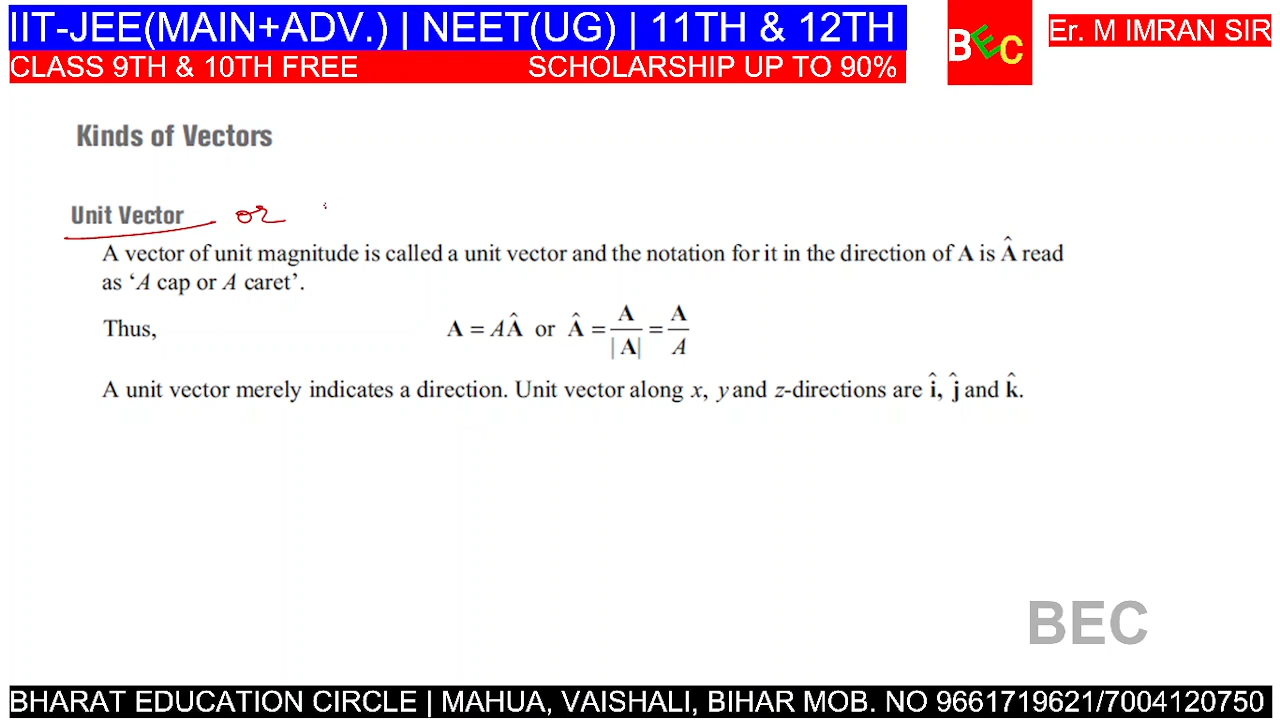 IIT-JEE(MAIN+ADV.) | NEET(UG) | 11TH & 12TH
CLASS 9TH & 10TH FREE SCHOLARSHIP UP TO 90%
BEC
Er. M IMRAN SIR
Kinds of Vectors
Unit Vector or
A vector of unit magnitude is called a unit vector and the notation for it in the direction of A is Â read
as ‘A cap or A caret’.
Thus, A = AÂ or Â = A / |A| = A / A
A unit vector merely indicates a direction. Unit vector along x, y and z-directions are î, ĵ and k̂.
BEC
BHARAT EDUCATION CIRCLE | MAHUA, VAISHALI, BIHAR MOB. NO 9661719621/7004120750